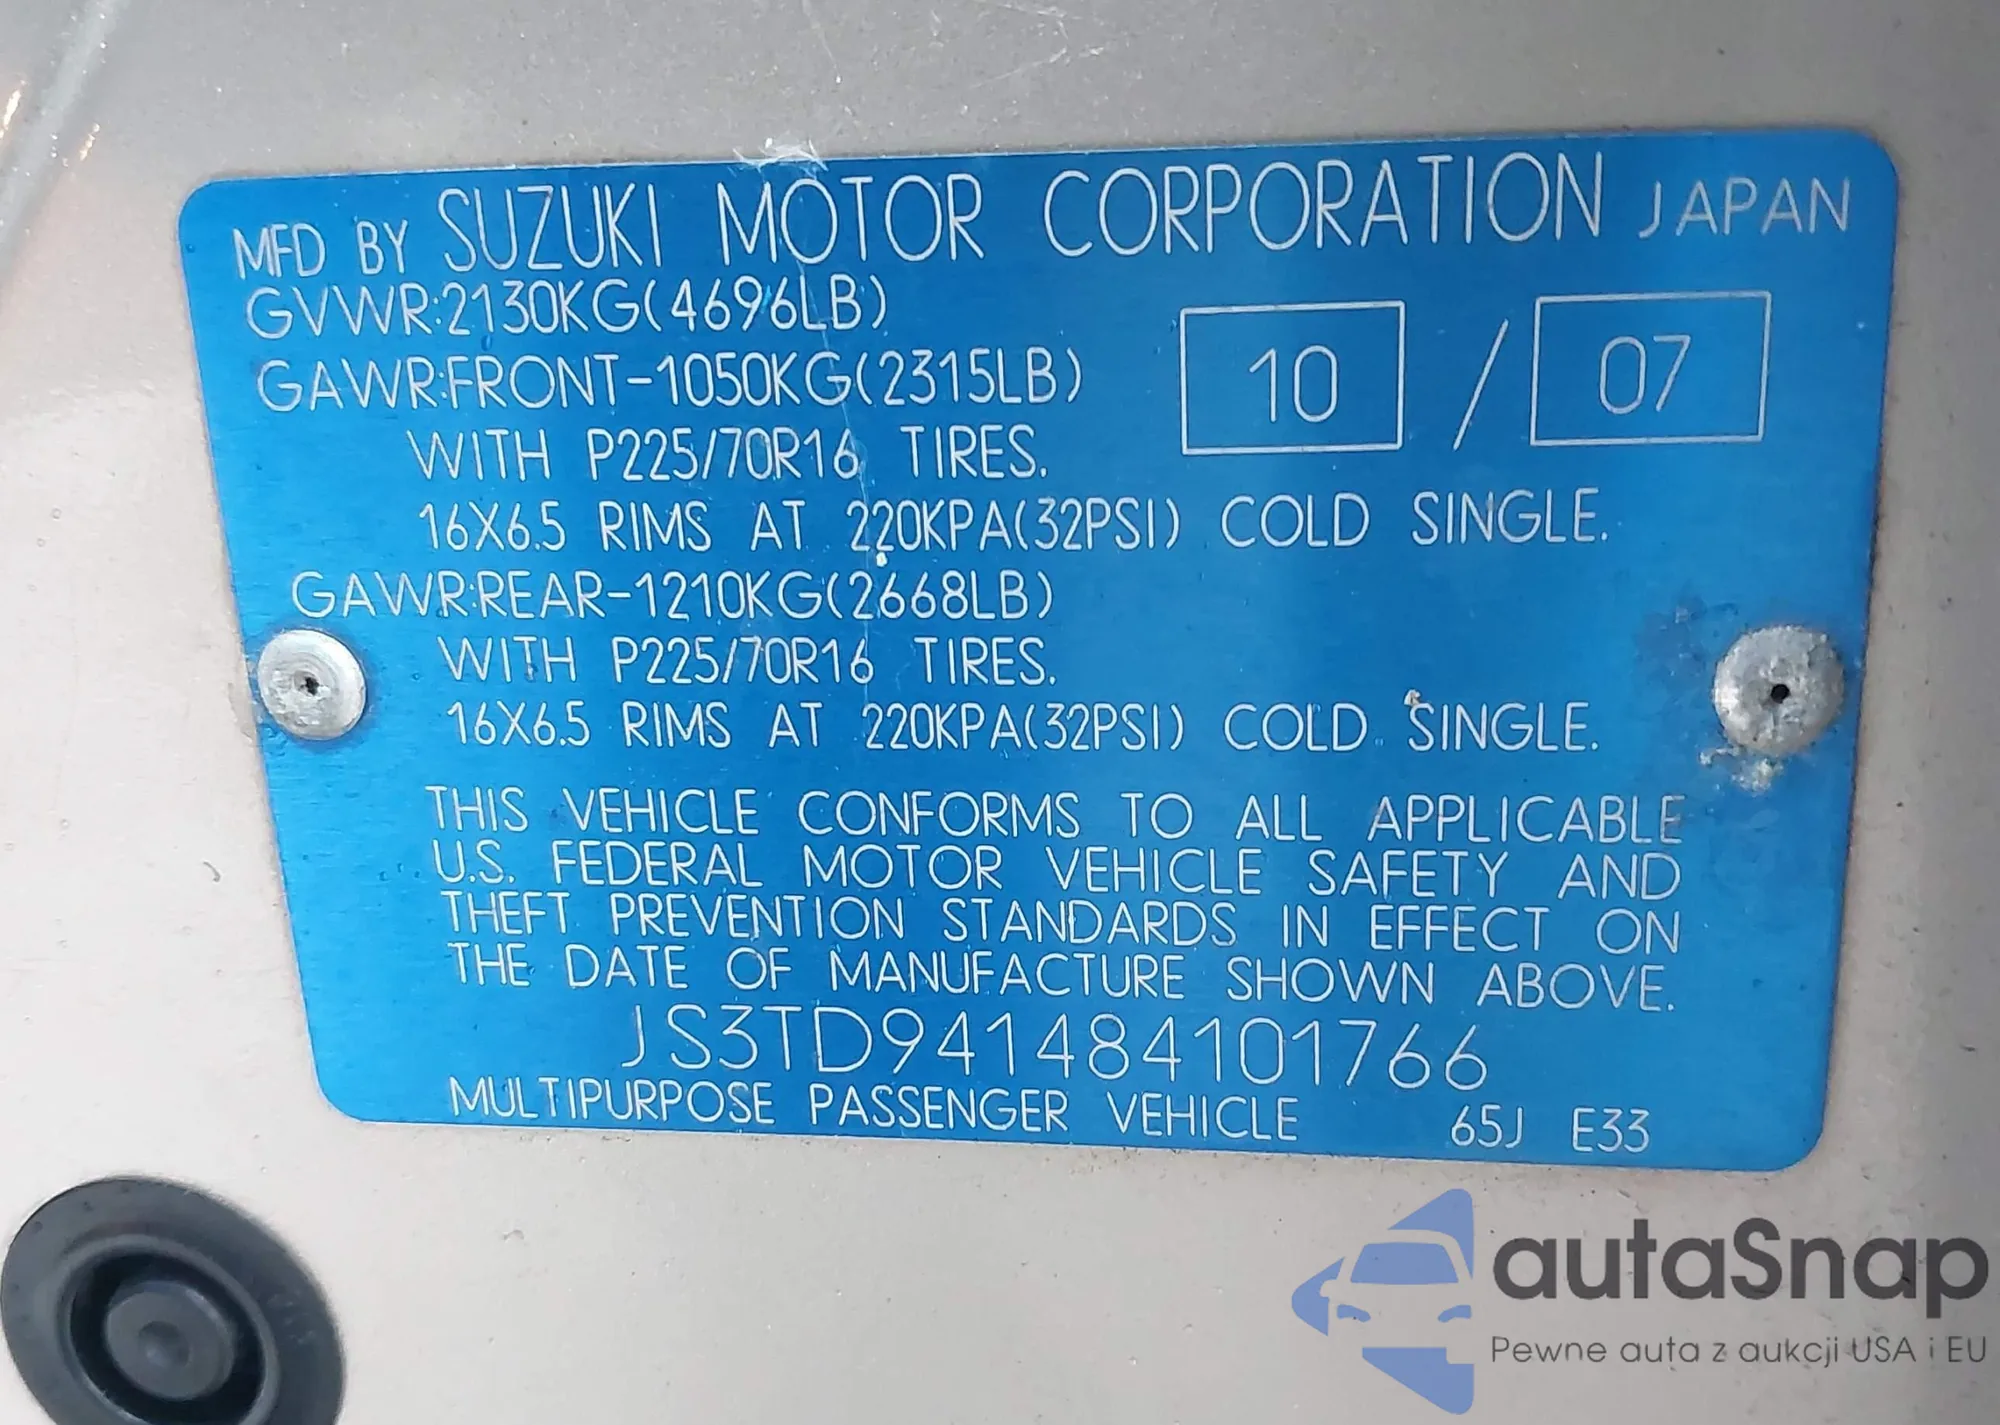 MFD BY SUZUKI MOTOR CORPORATION JAPAN
GVWR:2130KG(4696LB)
10 / 07
GAWR:FRONT-1050KG(2315LB)
WITH P225/70R16 TIRES.
16X6.5 RIMS AT 220KPA(32PSI) COLD SINGLE.
GAWR:REAR-1210KG(2668LB)
WITH P225/70R16 TIRES.
16X6.5 RIMS AT 220KPA(32PSI) COLD SINGLE.
THIS VEHICLE CONFORMS TO ALL APPLICABLE
U.S. FEDERAL MOTOR VEHICLE SAFETY AND
THEFT PREVENTION STANDARDS IN EFFECT ON
THE DATE OF MANUFACTURE SHOWN ABOVE.
JS3TD941484101766
MULTIPURPOSE PASSENGER VEHICLE 65J E33
autaSnap
Pewne auta z aukcji USA i EU